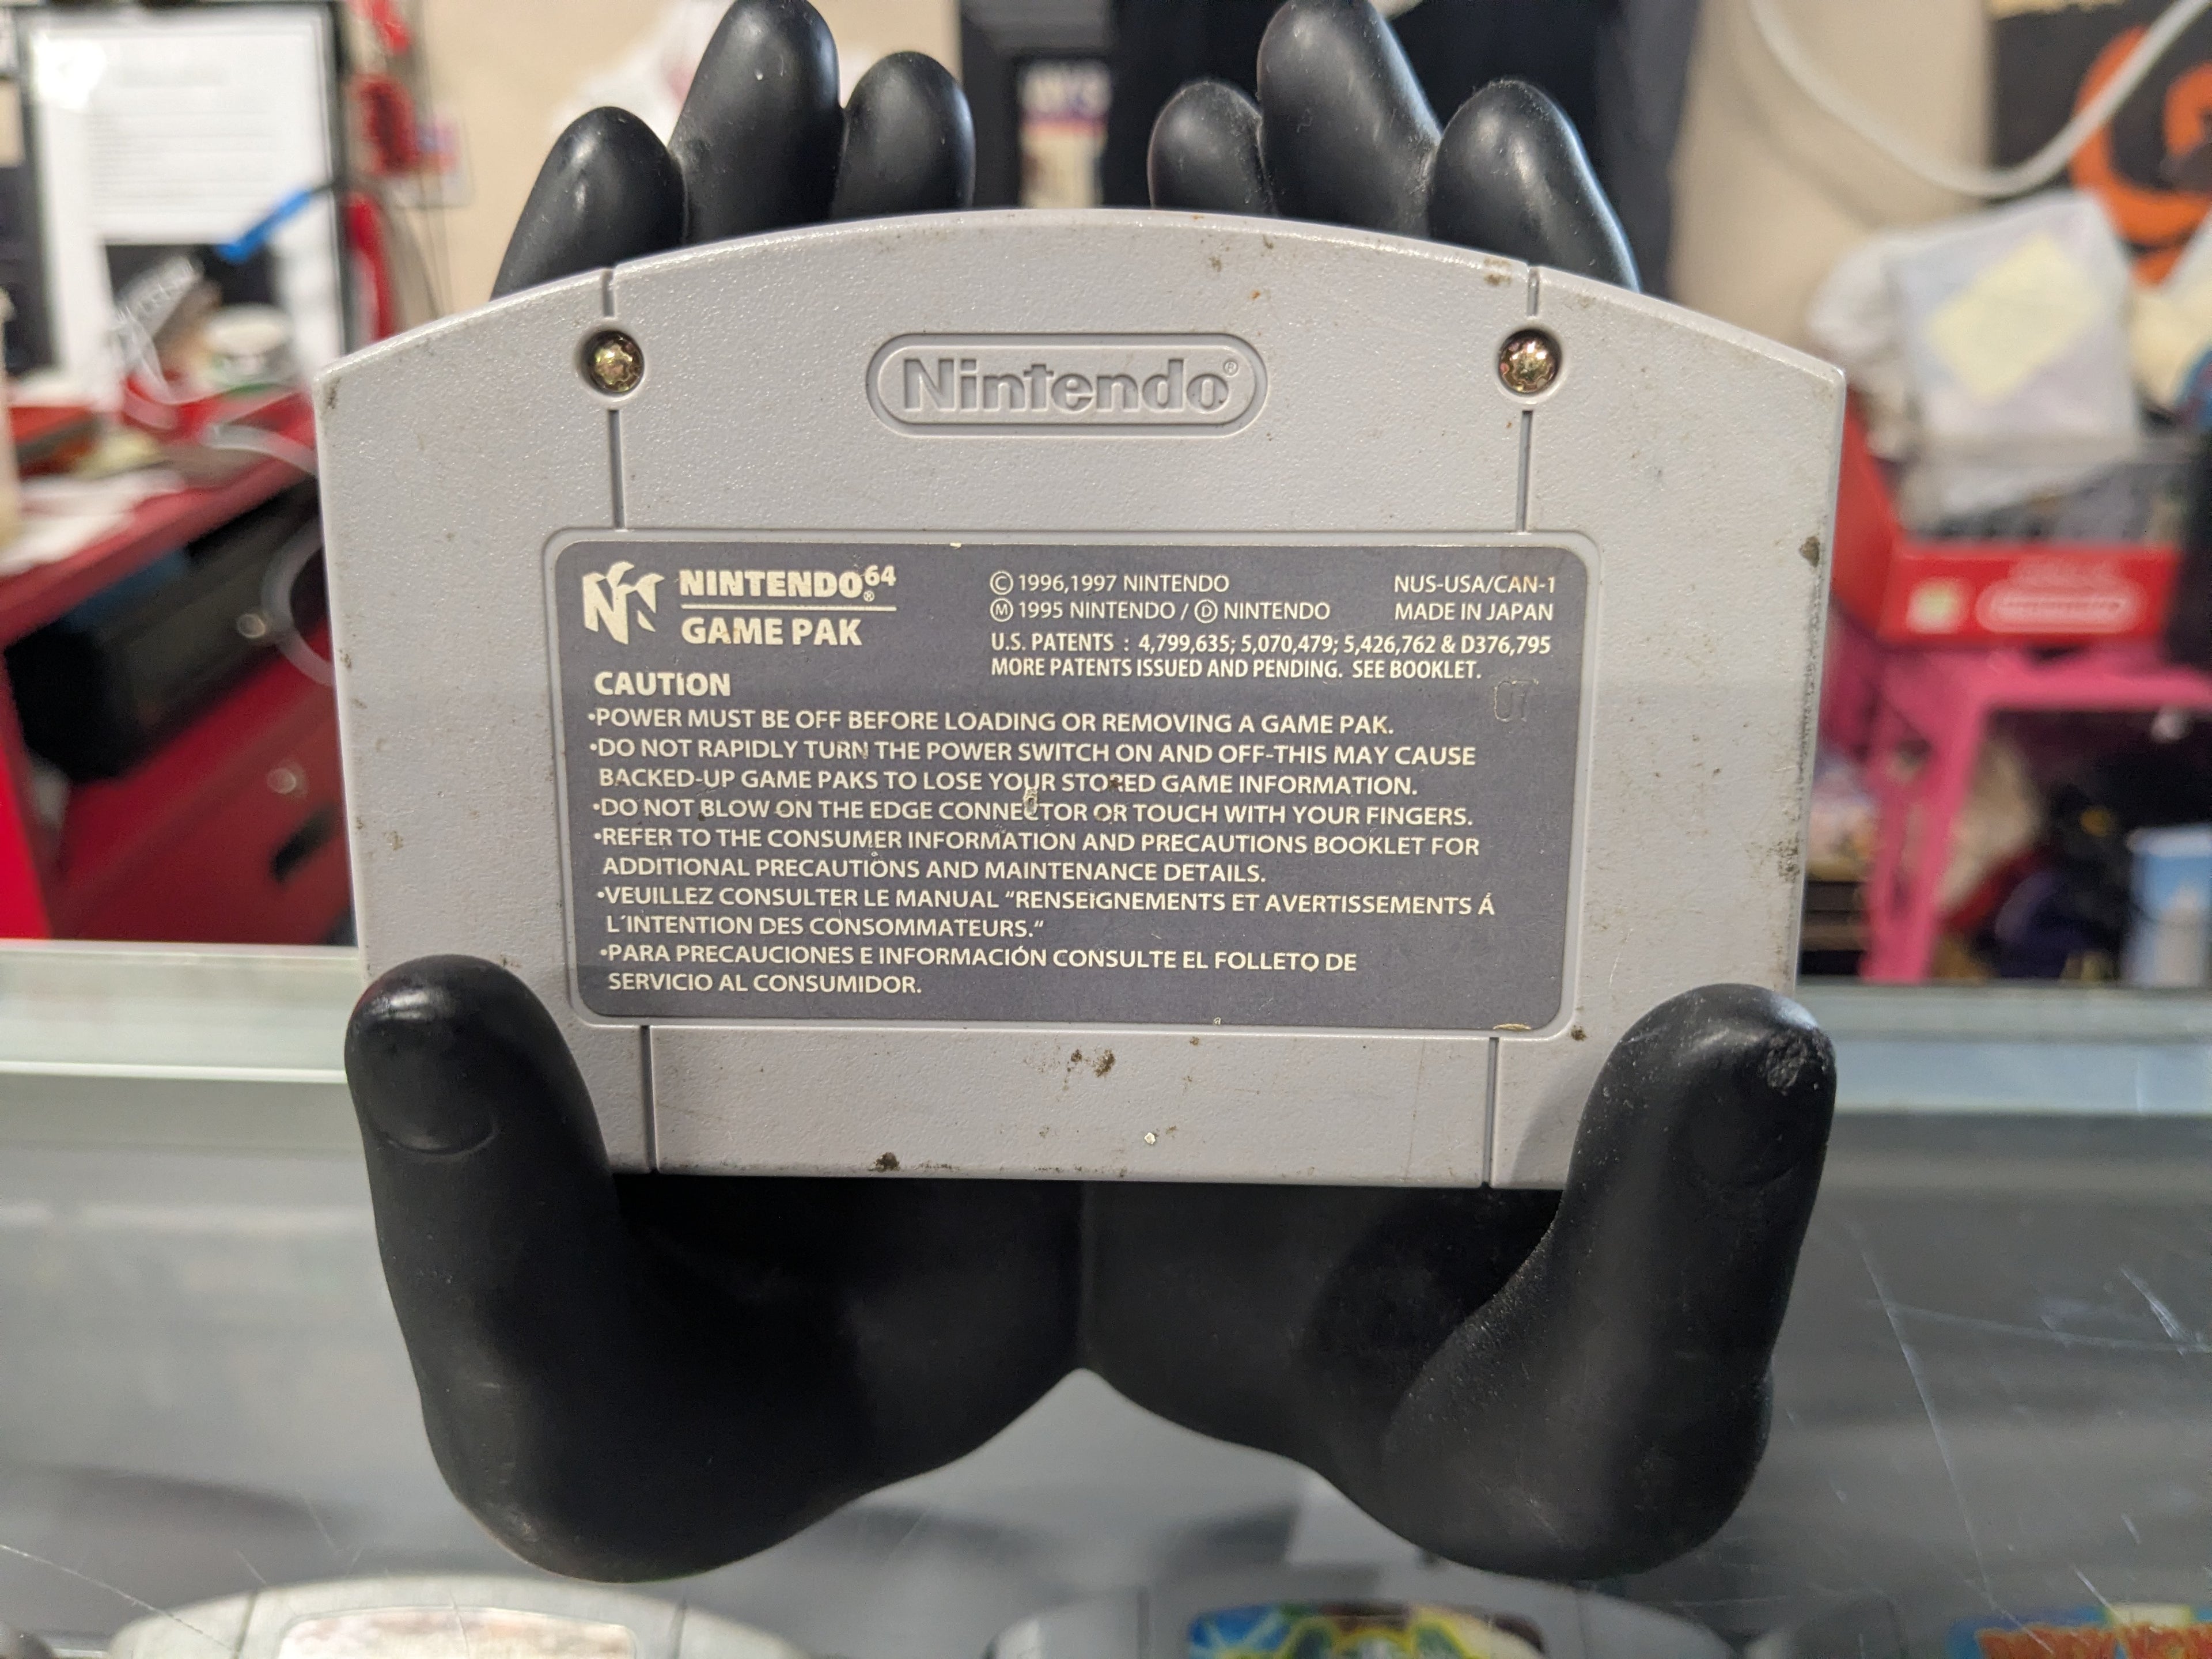 Nintendo®
NINTENDO 64®
GAME PAK
© 1996,1997 NINTENDO
Ⓜ 1995 NINTENDO / Ⓓ NINTENDO
NUS-USA/CAN-1
MADE IN JAPAN
U.S. PATENTS : 4,799,635; 5,070,479; 5,426,762 & D376,795
MORE PATENTS ISSUED AND PENDING. SEE BOOKLET.
07
CAUTION
•POWER MUST BE OFF BEFORE LOADING OR REMOVING A GAME PAK.
•DO NOT RAPIDLY TURN THE POWER SWITCH ON AND OFF-THIS MAY CAUSE
BACKED-UP GAME PAKS TO LOSE YOUR STORED GAME INFORMATION.
•DO NOT BLOW ON THE EDGE CONNECTOR OR TOUCH WITH YOUR FINGERS.
•REFER TO THE CONSUMER INFORMATION AND PRECAUTIONS BOOKLET FOR
ADDITIONAL PRECAUTIONS AND MAINTENANCE DETAILS.
•VEUILLEZ CONSULTER LE MANUAL “RENSEIGNEMENTS ET AVERTISSEMENTS Á
L´INTENTION DES CONSOMMATEURS.“
•PARA PRECAUCIONES E INFORMACIÓN CONSULTE EL FOLLETO DE
SERVICIO AL CONSUMIDOR.